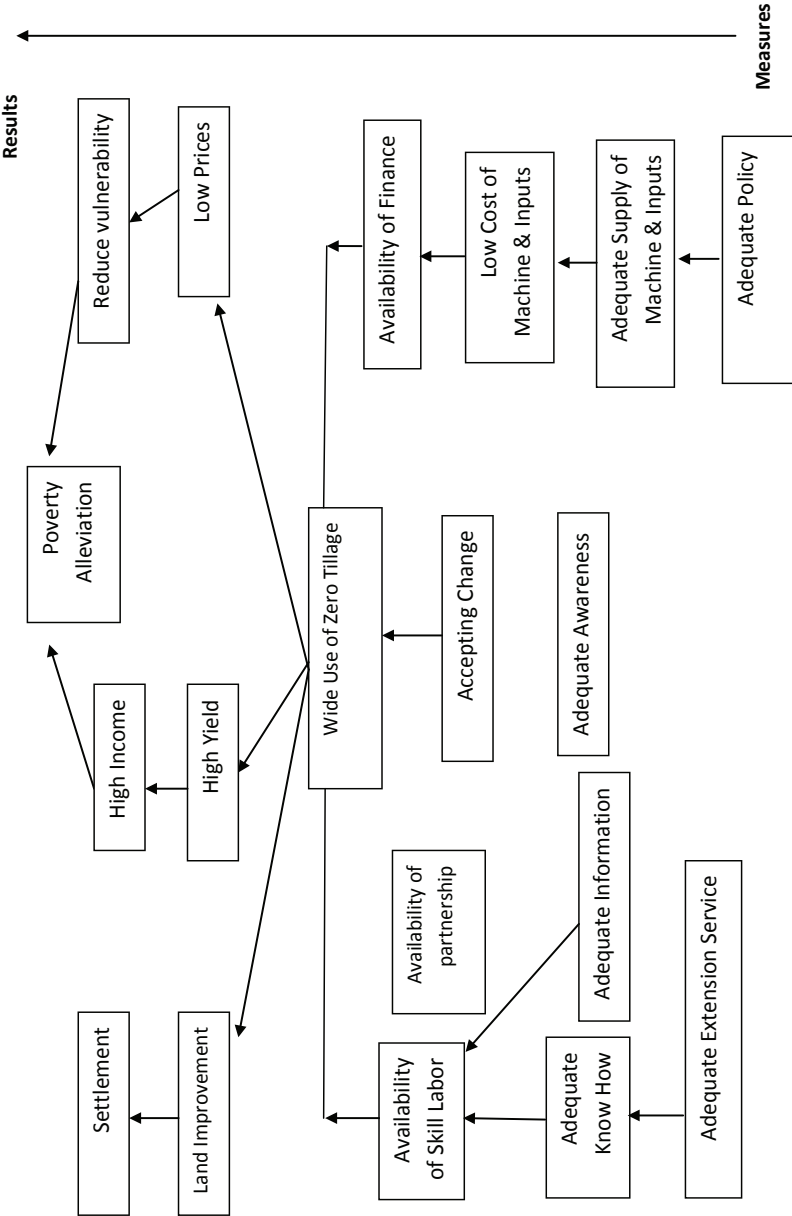 Results
Poverty
Alleviation
Settlement
High Income
Reduce vulnerability
Land Improvement
High Yield
Low Prices
Wide Use of Zero Tillage
Availability
of Skill Labor
Availability of
partnership
Accepting Change
Availability of Finance
Adequate
Know How
Adequate Information
Adequate Awareness
Low Cost of
Machine & Inputs
Adequate Extension Service
Adequate Supply of
Machine & Inputs
Adequate Policy
Measures